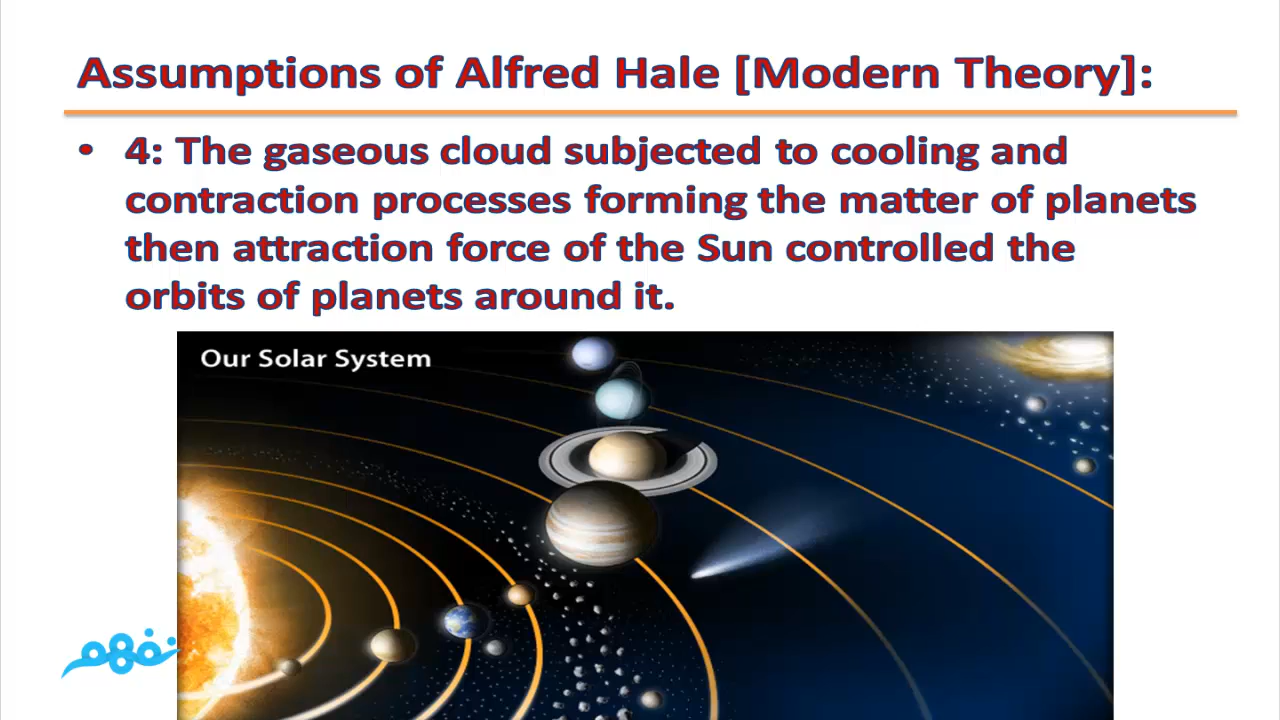 Assumptions of Alfred Hale [Modern Theory]:
• 4: The gaseous cloud subjected to cooling and
contraction processes forming the matter of planets
then attraction force of the Sun controlled the
orbits of planets around it.
Our Solar System
نفهم